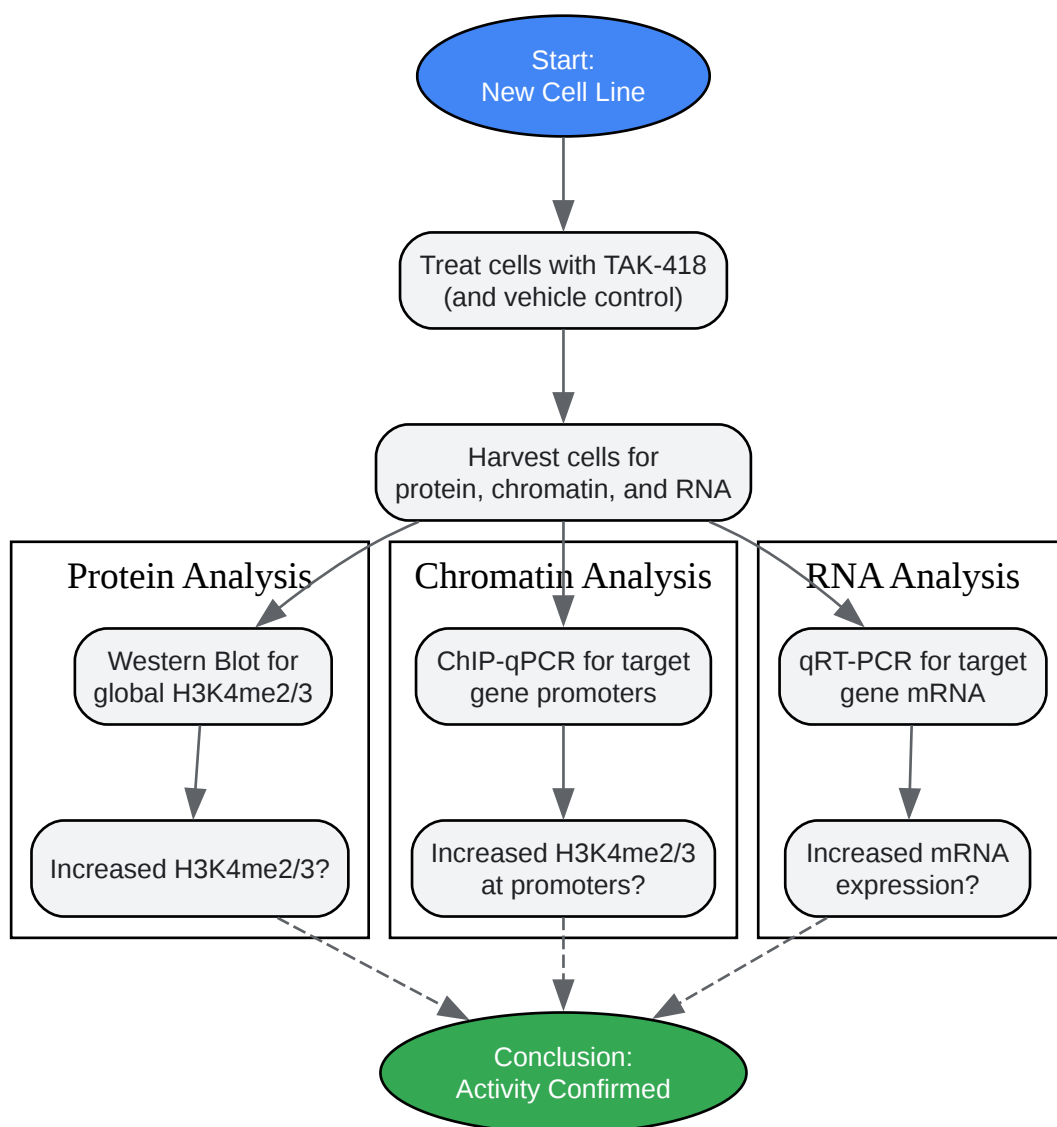 Start:
New Cell Line
Treat cells with TAK-418
(and vehicle control)
Harvest cells for
protein, chromatin, and RNA
Protein Analysis
Western Blot for
global H3K4me2/3
Increased H3K4me2/3?
Chromatin Analysis
ChIP-qPCR for target
gene promoters
Increased H3K4me2/3
at promoters?
RNA Analysis
qRT-PCR for target
gene mRNA
Increased mRNA
expression?
Conclusion:
Activity Confirmed